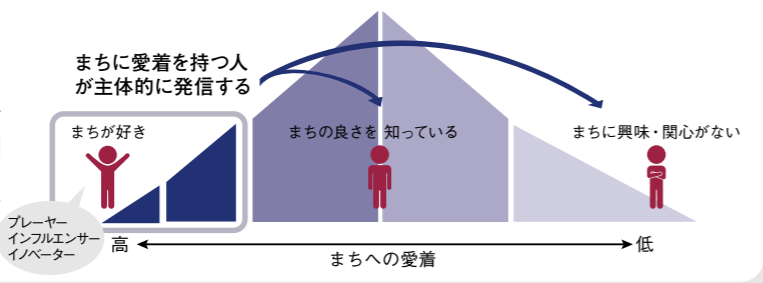 まちに愛着を持つ人
が主体的に発信する
まちが好き
まちの良さを 知っている
まちに興味・関心がない
プレーヤー
インフルエンサー
イノベーター
高
低
まちへの愛着